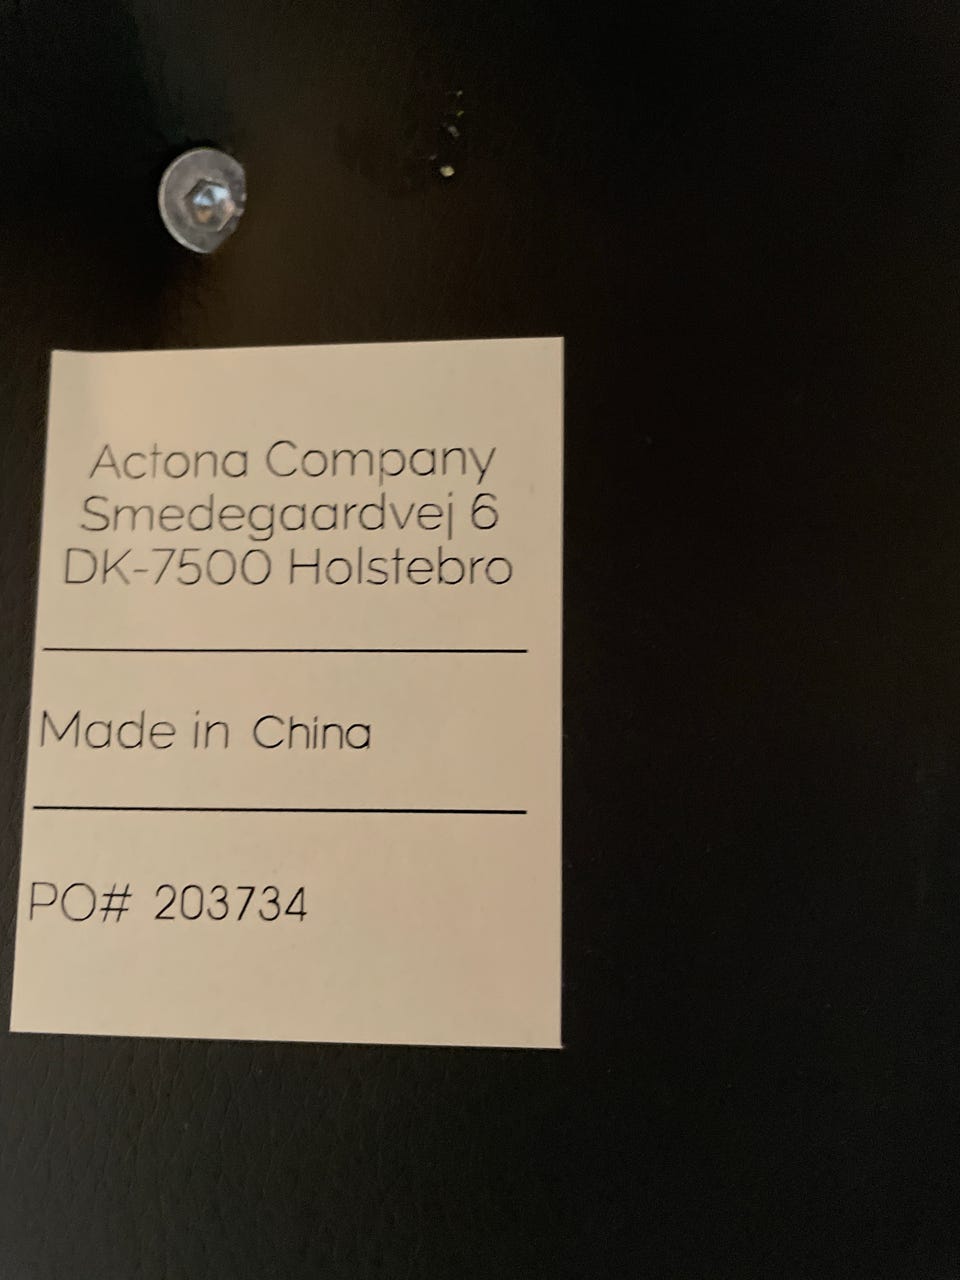 Actona Company
Smedegaardvej 6
DK-7500 Holstebro
Made in China
PO# 203734